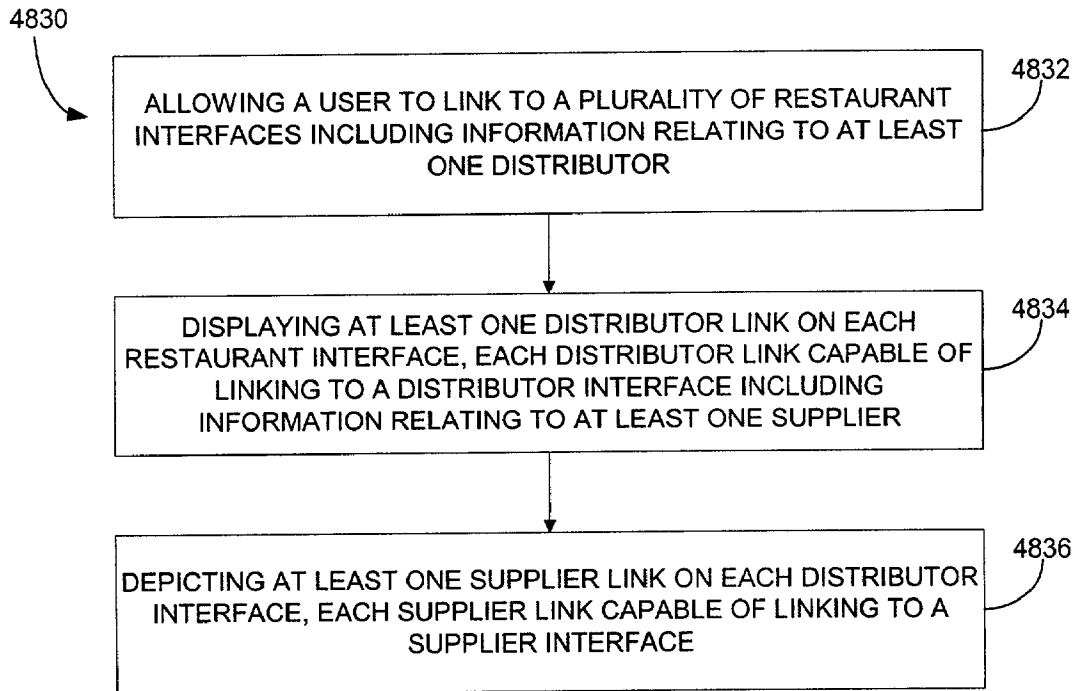 4830
4832
ALLOWING A USER TO LINK TO A PLURALITY OF RESTAURANT
INTERFACES INCLUDING INFORMATION RELATING TO AT LEAST
ONE DISTRIBUTOR
4834
DISPLAYING AT LEAST ONE DISTRIBUTOR LINK ON EACH
RESTAURANT INTERFACE, EACH DISTRIBUTOR LINK CAPABLE OF
LINKING TO A DISTRIBUTOR INTERFACE INCLUDING
INFORMATION RELATING TO AT LEAST ONE SUPPLIER
4836
DEPICTING AT LEAST ONE SUPPLIER LINK ON EACH DISTRIBUTOR
INTERFACE, EACH SUPPLIER LINK CAPABLE OF LINKING TO A
SUPPLIER INTERFACE